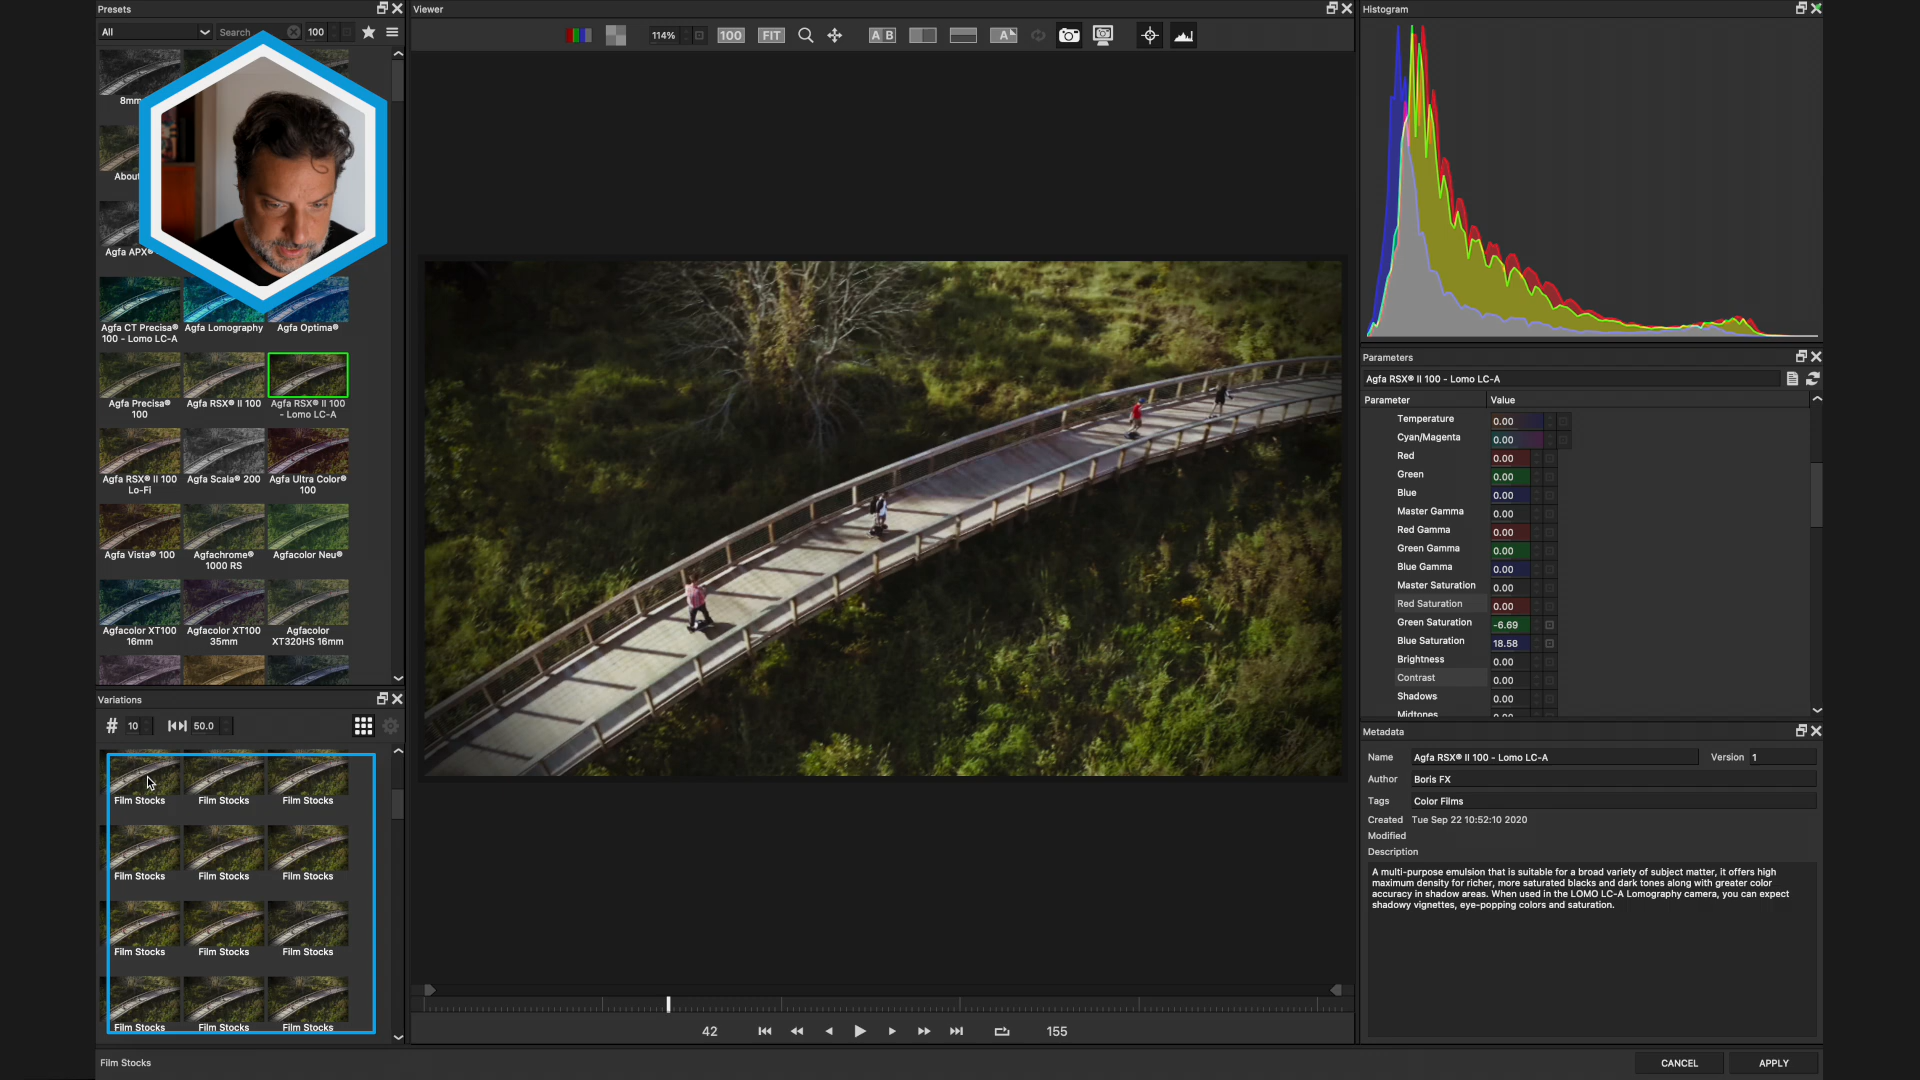 Presets
Viewer
Histogram
All
Search
100
114%
100
FIT
A B
A
8mm
About
Agfa APX®
Agfa CT Precisa® 100 - Lomo LC-A
Agfa Lomography
Agfa Optima®
Agfa Precisa® 100
Agfa RSX® II 100
Agfa RSX® II 100 - Lomo LC-A
Agfa RSX® II 100 Lo-Fi
Agfa Scala® 200
Agfa Ultra Color® 100
Agfa Vista® 100
Agfachrome® 1000 RS
Agfacolor Neu®
Agfacolor XT100 16mm
Agfacolor XT100 35mm
Agfacolor XT320HS 16mm
Variations
# 10
50.0
Film Stocks Film Stocks Film Stocks
Film Stocks Film Stocks Film Stocks
Film Stocks Film Stocks Film Stocks
Film Stocks Film Stocks Film Stocks
Film Stocks
42
155
Parameters
Agfa RSX® II 100 - Lomo LC-A
Parameter Value
Temperature 0.00
Cyan/Magenta 0.00
Red 0.00
Green 0.00
Blue 0.00
Master Gamma 0.00
Red Gamma 0.00
Green Gamma 0.00
Blue Gamma 0.00
Master Saturation 0.00
Red Saturation 0.00
Green Saturation -6.69
Blue Saturation 18.58
Brightness 0.00
Contrast 0.00
Shadows 0.00
Midtones 0.00
Metadata
Name Agfa RSX® II 100 - Lomo LC-A Version 1
Author Boris FX
Tags Color Films
Created Tue Sep 22 10:52:10 2020
Modified
Description
A multi-purpose emulsion that is suitable for a broad variety of subject matter, it offers high
maximum density for richer, more saturated blacks and dark tones along with greater color
accuracy in shadow areas. When used in the LOMO LC-A Lomography camera, you can expect
shadowy vignettes, eye-popping colors and saturation.
CANCEL
APPLY